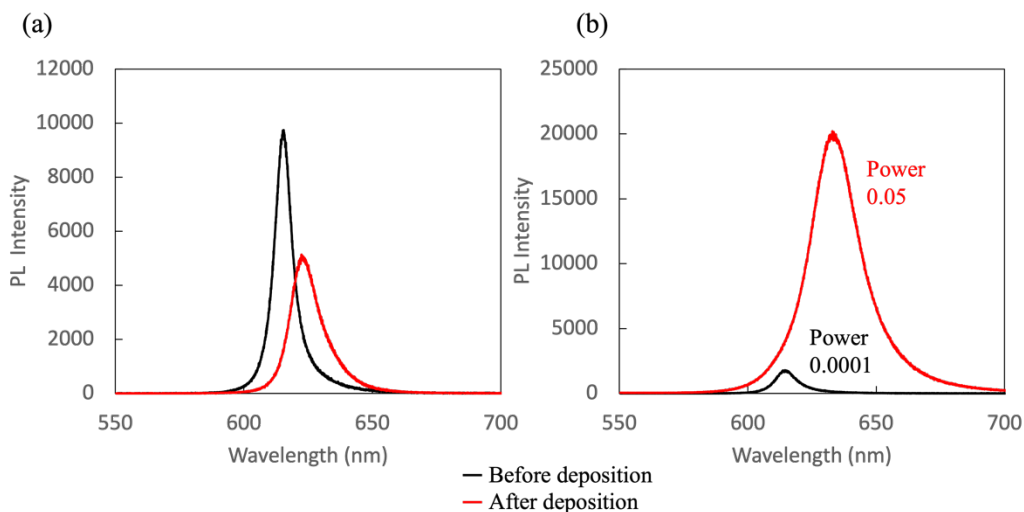 (a)
(b)
12000
10000
8000
6000
4000
2000
0
PL Intensity
550
600
650
700
Wavelength (nm)
25000
20000
15000
10000
5000
0
PL Intensity
Power
0.05
Power
0.0001
550
600
650
700
Wavelength (nm)
Before deposition
After deposition